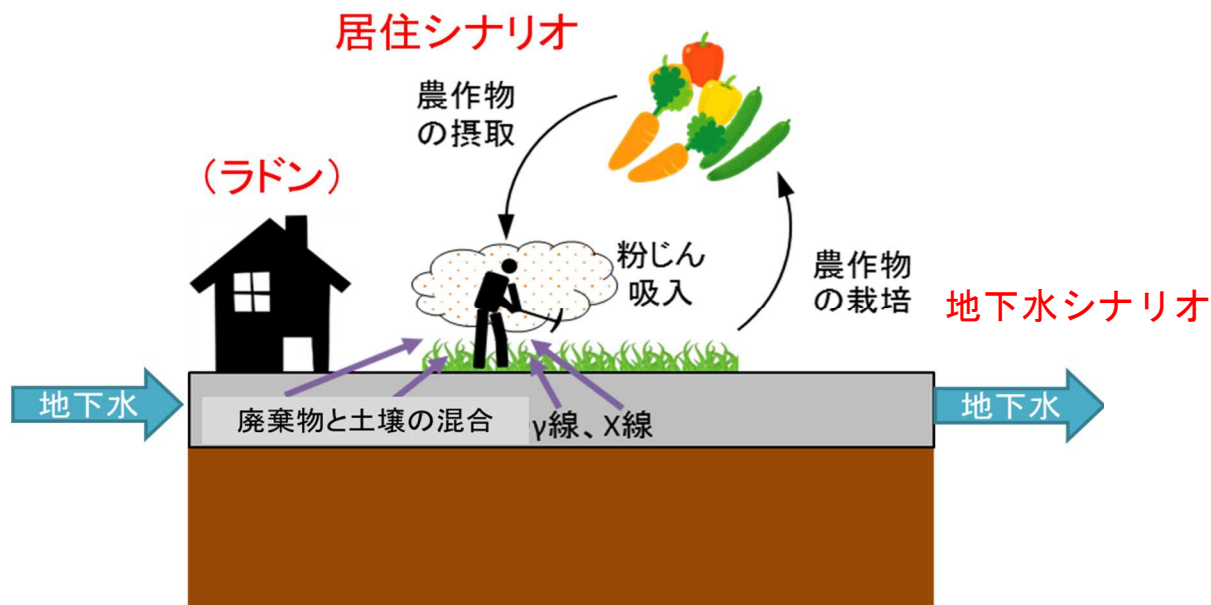 居住シナリオ
農作物
の摂取
（ラドン）
粉じん
吸入
農作物
の栽培
地下水シナリオ
地下水
廃棄物と土壌の混合
γ線、X線
地下水